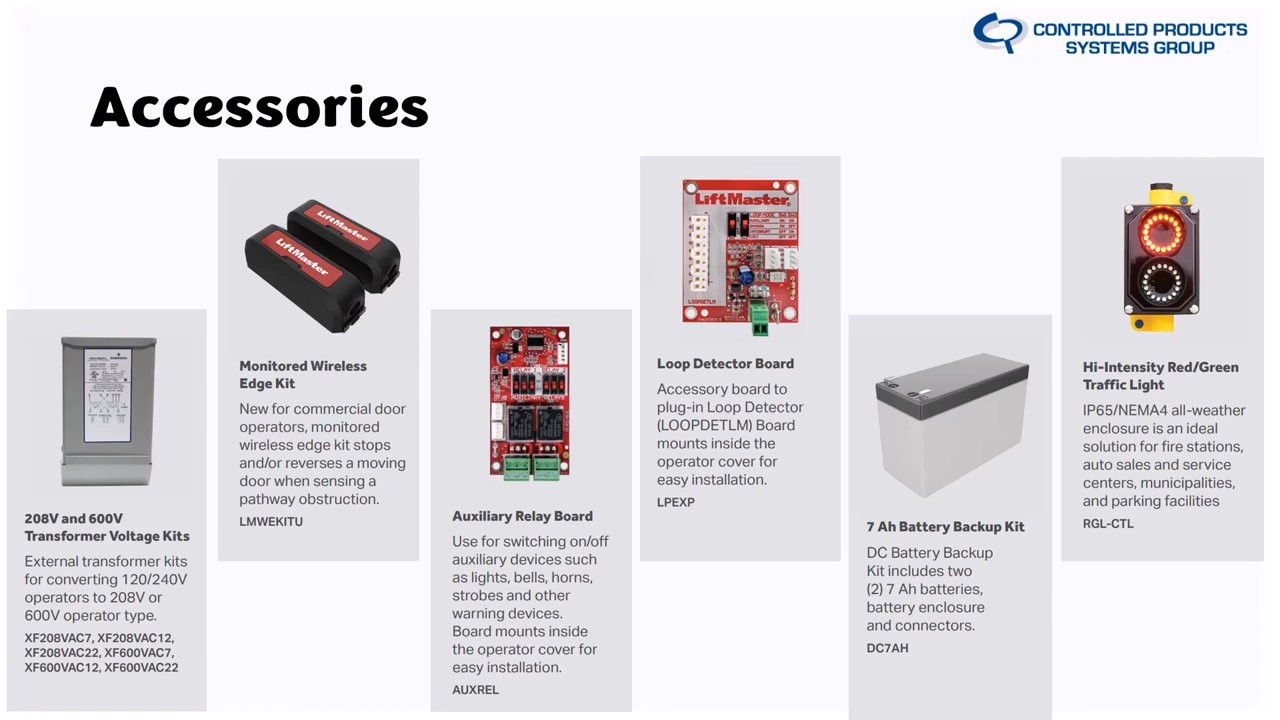 CONTROLLED PRODUCTS
SYSTEMS GROUP
Accessories
208V and 600V
Transformer Voltage Kits
External transformer kits
for converting 120/240V
operators to 208V or
600V operator type.
XF208VAC7, XF208VAC12,
XF208VAC22, XF600VAC7,
XF600VAC12, XF600VAC22
LiftMaster
LiftMaster
Monitored Wireless
Edge Kit
New for commercial door
operators, monitored
wireless edge kit stops
and/or reverses a moving
door when sensing a
pathway obstruction.
LMWEKITU
RELAY 1 RELAY 2
AUXILIARY RELAYS
Auxiliary Relay Board
Use for switching on/off
auxiliary devices such
as lights, bells, horns,
strobes and other
warning devices.
Board mounts inside
the operator cover for
easy installation.
AUXREL
LiftMaster
LOOPDETLM
Loop Detector Board
Accessory board to
plug-in Loop Detector
(LOOPDETLM) Board
mounts inside the
operator cover for
easy installation.
LPEXP
7 Ah Battery Backup Kit
DC Battery Backup
Kit includes two
(2) 7 Ah batteries,
battery enclosure
and connectors.
DC7AH
Hi-Intensity Red/Green
Traffic Light
IP65/NEMA4 all-weather
enclosure is an ideal
solution for fire stations,
auto sales and service
centers, municipalities,
and parking facilities
RGL-CTL